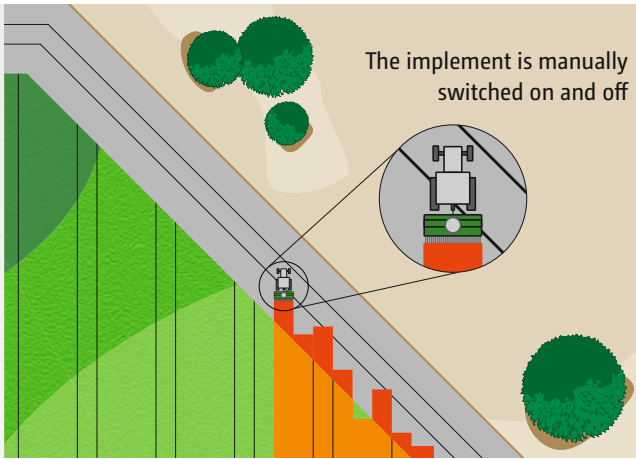 The implement is manually
switched on and off